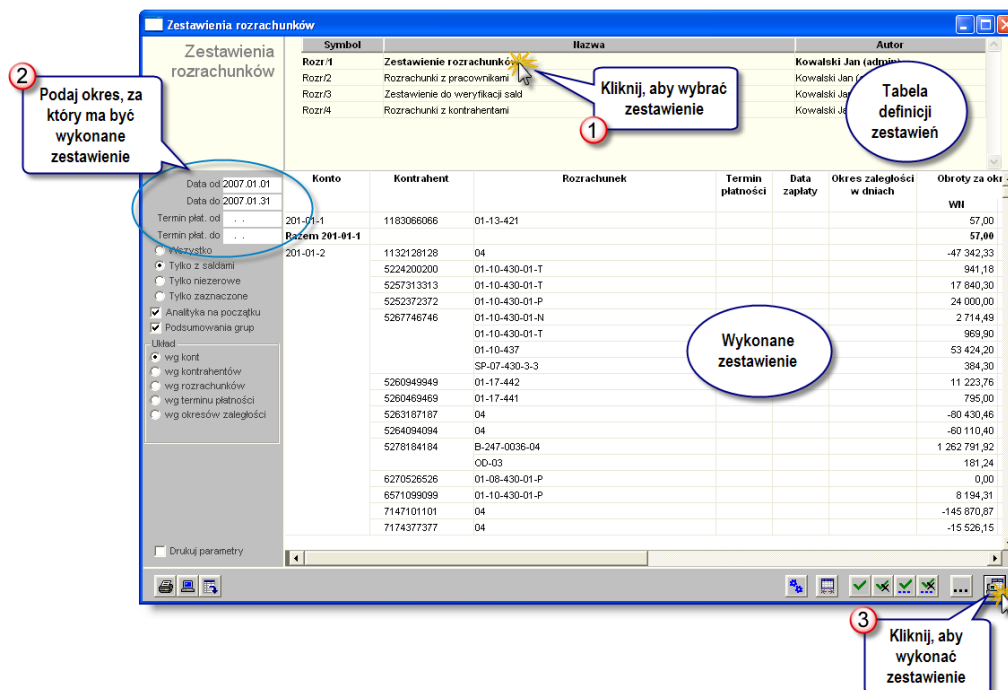 Zestawienia rozrachunków
Zestawienia
rozrachunków
Symbol Nazwa Autor
Rozr/1 Zestawienie rozrachunków Kowalski Jan (admin)
Rozr/2 Rozrachunki z pracownikami Kowalski Jan
Rozr/3 Zestawienie do weryfikacji sald Kowalski
Rozr/4 Rozrachunki z kontrahentami Kowalski
2
Podaj okres, za
który ma być
wykonane
zestawienie
Kliknij, aby wybrać
zestawienie
1
Tabela
definicji
zestawień
Data od 2007.01.01
Data do 2007.01.31
Termin płat. od . .
Termin płat. do . .
Wszystko
Tylko z saldami
Tylko niezerowe
Tylko zaznaczone
Analityka na początku
Podsumowania grup
Układ
wg kont
wg kontrahentów
wg rozrachunków
wg terminu płatności
wg okresów zaległości
Drukuj parametry
Konto Kontrahent Rozrachunek Termin płatności Data zapłaty Okres zaległości w dniach Obroty za okr
WN
201-01-1 1183066066 01-13-421 57,00
Razem 201-01-1 57,00
201-01-2 1132128128 04 -47 342,33
5224200200 01-10-430-01-T 941,18
5257313313 01-10-430-01-T 17 840,30
5252372372 01-10-430-01-P 24 000,00
5267746746 01-10-430-01-N 2 714,49
01-10-430-01-T 969,90
01-10-437 53 424,20
SP-07-430-3-3 384,30
5260949949 01-17-442 11 223,76
5260469469 01-17-441 795,00
5263187187 04 -80 430,46
5264094094 04 -60 110,40
5278184184 B-247-0036-04 1 262 791,92
OD-03 181,24
6270526526 01-08-430-01-P 0,00
6571099099 01-10-430-01-P 8 194,31
7147101101 04 -145 870,87
7174377377 04 -15 526,15
Wykonane
zestawienie
...
3
Kliknij, aby
wykonać
zestawienie